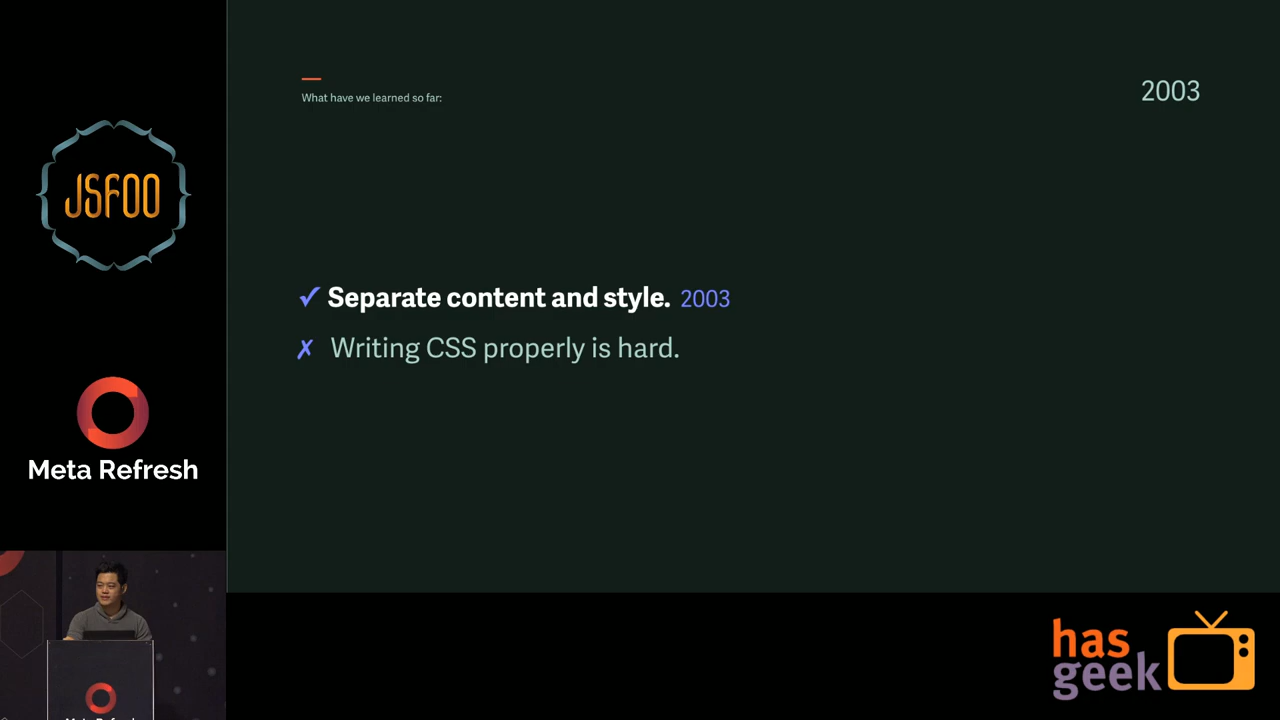 JSFOO
Meta Refresh
What have we learned so far:
2003
✓ Separate content and style. 2003
✗ Writing CSS properly is hard.
has
geek